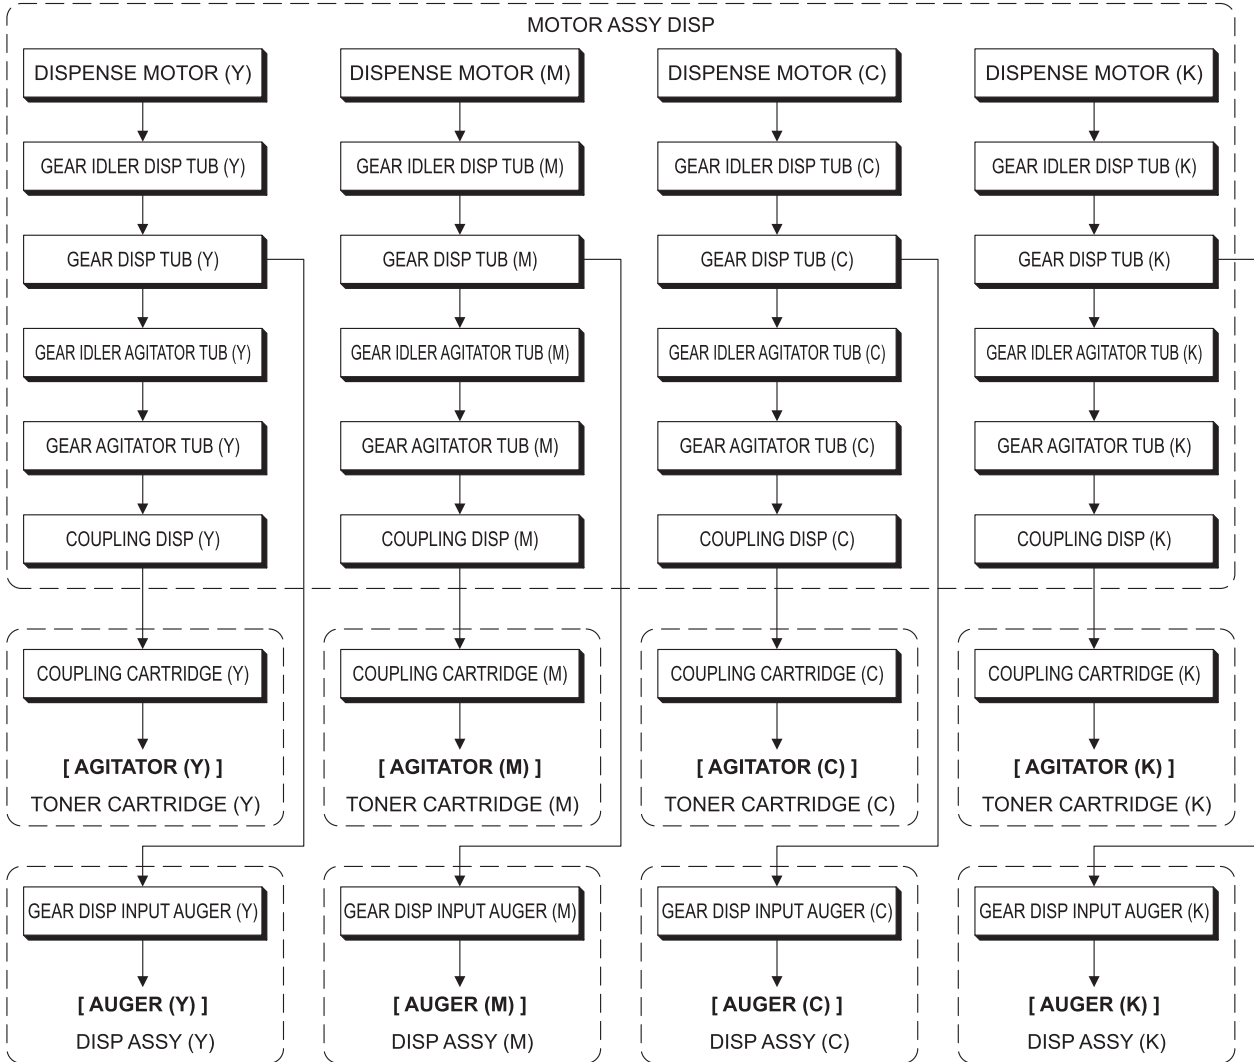 MOTOR ASSY DISP
DISPENSE MOTOR (Y)
DISPENSE MOTOR (M)
DISPENSE MOTOR (C)
DISPENSE MOTOR (K)
GEAR IDLER DISP TUB (Y)
GEAR IDLER DISP TUB (M)
GEAR IDLER DISP TUB (C)
GEAR IDLER DISP TUB (K)
GEAR DISP TUB (Y)
GEAR DISP TUB (M)
GEAR DISP TUB (C)
GEAR DISP TUB (K)
GEAR IDLER AGITATOR TUB (Y)
GEAR IDLER AGITATOR TUB (M)
GEAR IDLER AGITATOR TUB (C)
GEAR IDLER AGITATOR TUB (K)
GEAR AGITATOR TUB (Y)
GEAR AGITATOR TUB (M)
GEAR AGITATOR TUB (C)
GEAR AGITATOR TUB (K)
COUPLING DISP (Y)
COUPLING DISP (M)
COUPLING DISP (C)
COUPLING DISP (K)
COUPLING CARTRIDGE (Y)
COUPLING CARTRIDGE (M)
COUPLING CARTRIDGE (C)
COUPLING CARTRIDGE (K)
[ AGITATOR (Y) ]
[ AGITATOR (M) ]
[ AGITATOR (C) ]
[ AGITATOR (K) ]
TONER CARTRIDGE (Y)
TONER CARTRIDGE (M)
TONER CARTRIDGE (C)
TONER CARTRIDGE (K)
GEAR DISP INPUT AUGER (Y)
GEAR DISP INPUT AUGER (M)
GEAR DISP INPUT AUGER (C)
GEAR DISP INPUT AUGER (K)
[ AUGER (Y) ]
[ AUGER (M) ]
[ AUGER (C) ]
[ AUGER (K) ]
DISP ASSY (Y)
DISP ASSY (M)
DISP ASSY (C)
DISP ASSY (K)